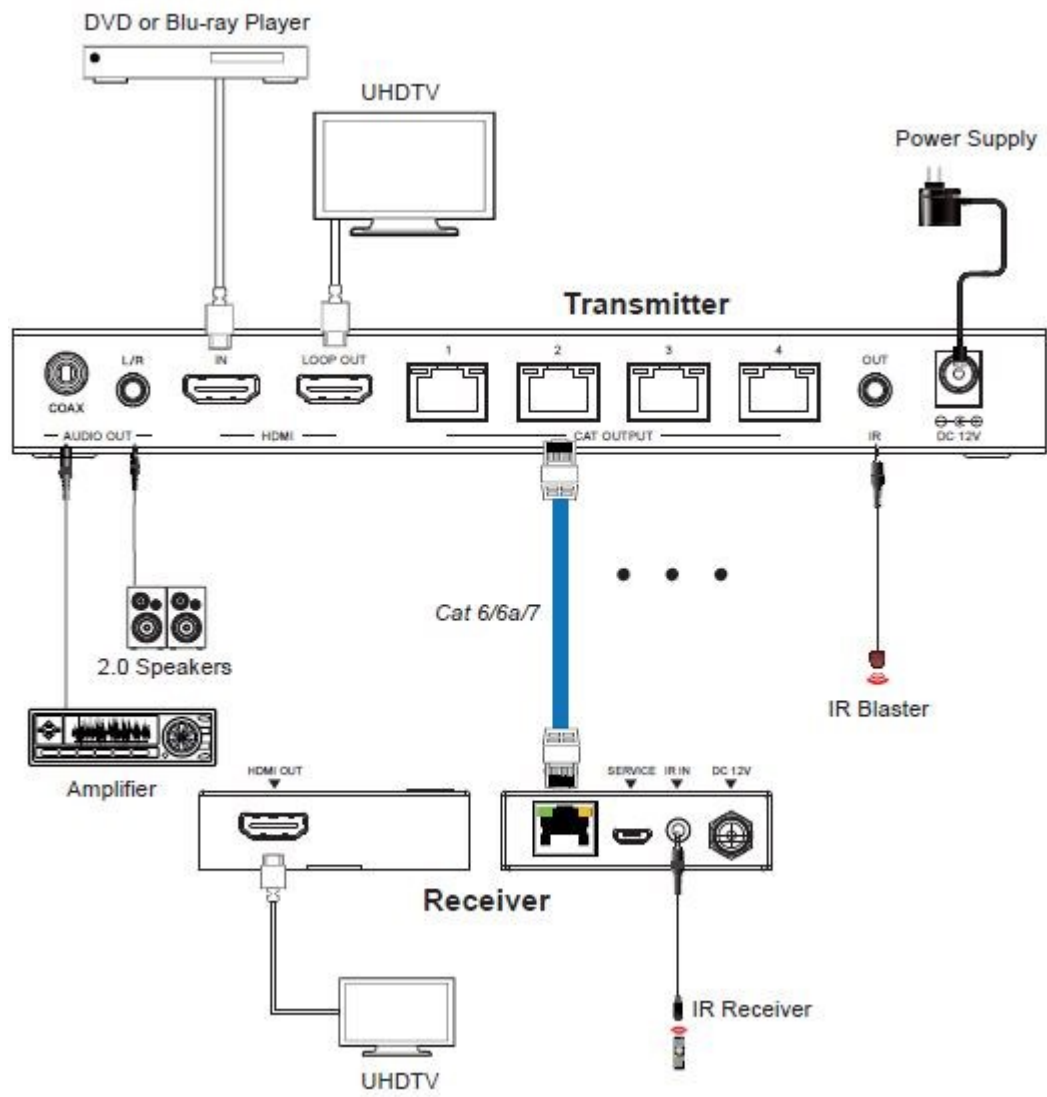 DVD or Blu-ray Player
UHDTV
Power Supply
Transmitter
COAX
L/R
IN
LOOP OUT
1
2
3
4
OUT
AUDIO OUT
HDMI
CAT OUTPUT
IR
DC 12V
Cat 6/6a/7
2.0 Speakers
IR Blaster
Amplifier
HDMI OUT
SERVICE
IR IN
DC 12V
Receiver
IR Receiver
UHDTV